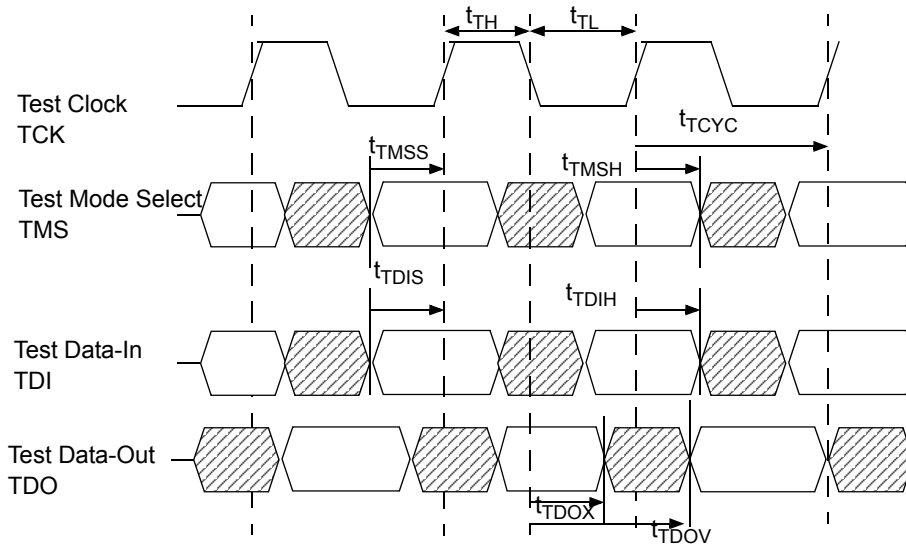 tTH
tTL
Test Clock
TCK
tTCYC
tTMSS
tTMSH
Test Mode Select
TMS
tTDIS
tTDIH
Test Data-In
TDI
Test Data-Out
TDO
tTDOX
tTDOV